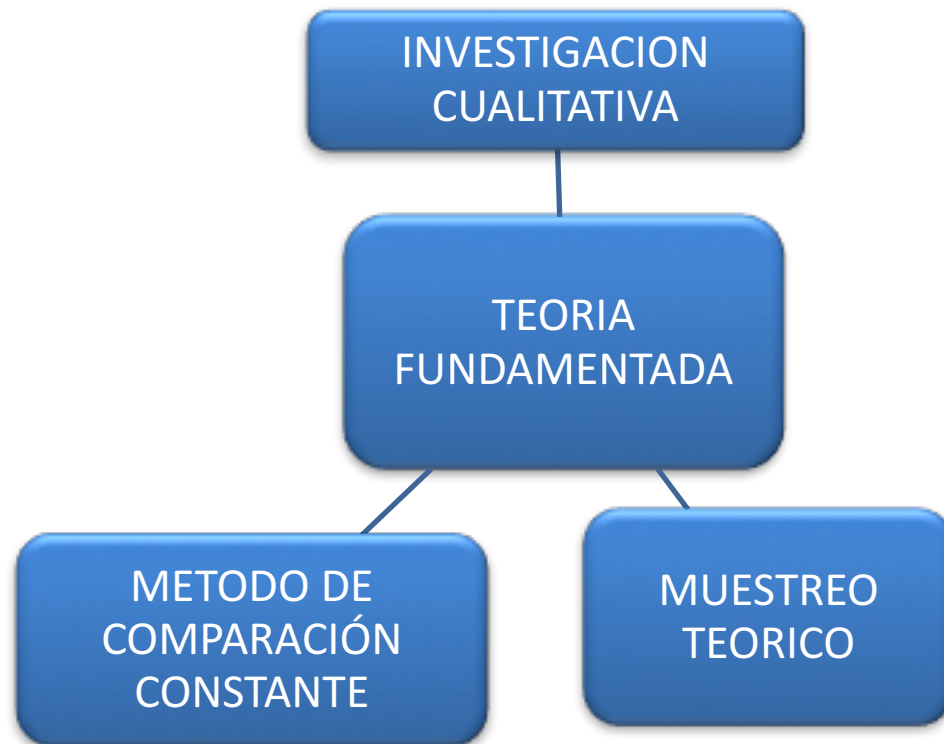 INVESTIGACION
CUALITATIVA
TEORIA
FUNDAMENTADA
METODO DE
COMPARACIÓN
CONSTANTE
MUESTREO
TEORICO